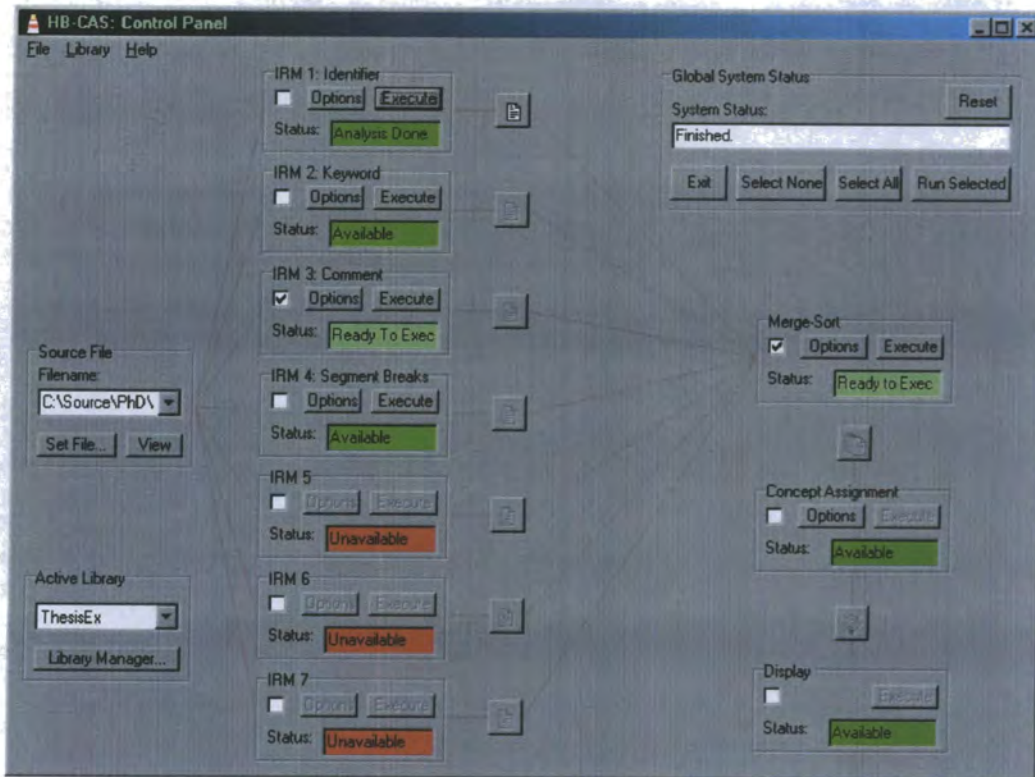 HB-CAS: Control Panel
File Library Help
IRM 1: Identifier
Options Execute
Status: Analysis Done
IRM 2: Keyword
Options Execute
Status: Available
IRM 3: Comment
Options Execute
Status: Ready To Exec
IRM 4: Segment Breaks
Options Execute
Status: Available
IRM 5
Options Execute
Status: Unavailable
IRM 6
Options Execute
Status: Unavailable
IRM 7
Options Execute
Status: Unavailable
Source File
Filename:
C:\Source\PhD\
Set File... View
Active Library
ThesisEx
Library Manager...
Global System Status
System Status:
Reset
Finished.
Exit Select None Select All Run Selected
Merge-Sort
Options Execute
Status: Ready to Exec
Concept Assignment
Options Execute
Status: Available
Display
Execute
Status: Available